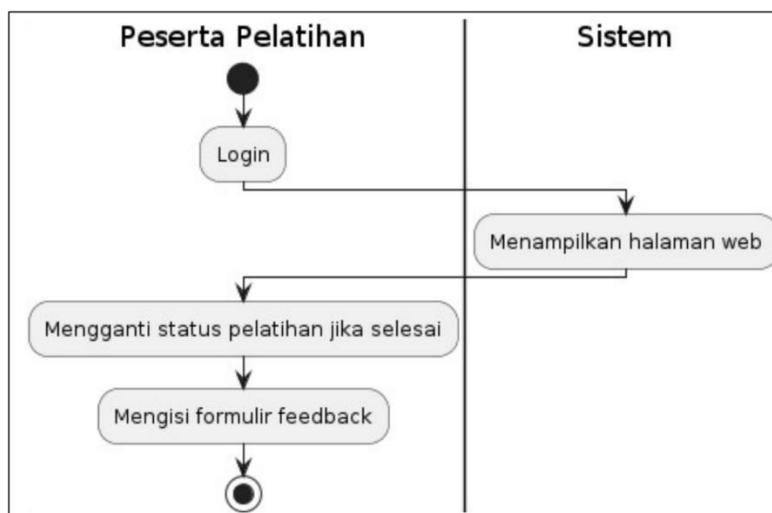 Peserta Pelatihan
Sistem
Login
Menampilkan halaman web
Mengganti status pelatihan jika selesai
Mengisi formulir feedback